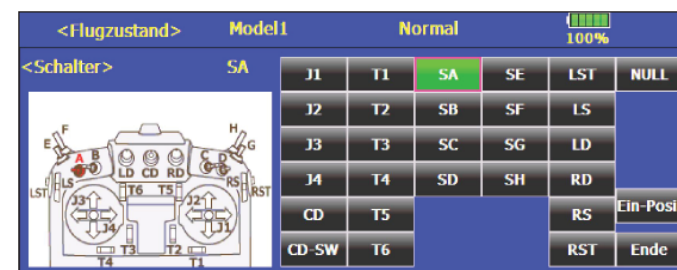 <Flugzustand> Model1 Normal 100%
<Schalter> SA
J1 T1 SA SE LST NULL
J2 T2 SB SF LS
J3 T3 SC SG LD
J4 T4 SD SH RD
CD T5 RS Ein-Posi
CD-SW T6 RST Ende
F H
E A B C D G
LD CD RD
LST LS T6 T5 RS RST
J3 J2
J4 J1
T3 T2
T4 T1